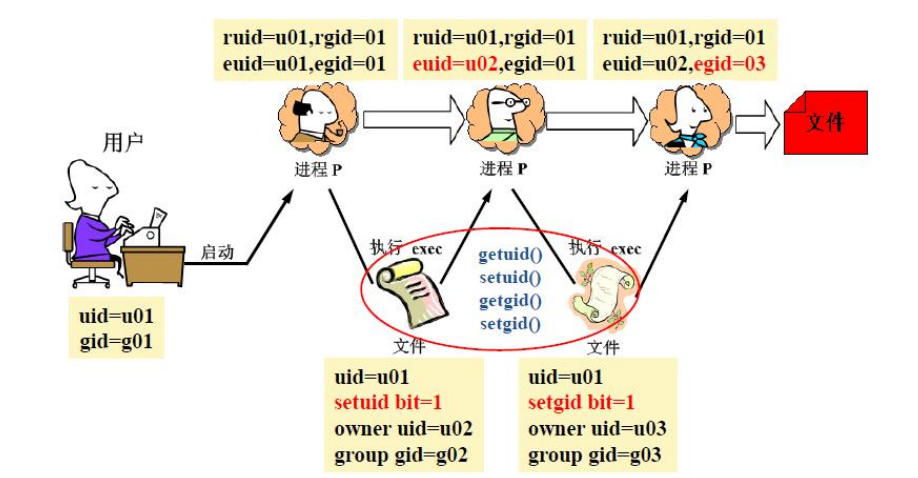 ruid=u01,rgid=01
euid=u01,egid=01
ruid=u01,rgid=01
euid=u02,egid=01
ruid=u01,rgid=01
euid=u02,egid=03
文件
用户
进程 P
进程 P
进程 P
启动
执行 exec
getuid()
setuid()
getgid()
setgid()
执行 exec
uid=u01
gid=g01
文件
文件
uid=u01
setuid bit=1
owner uid=u02
group gid=g02
uid=u01
setgid bit=1
owner uid=u03
group gid=g03